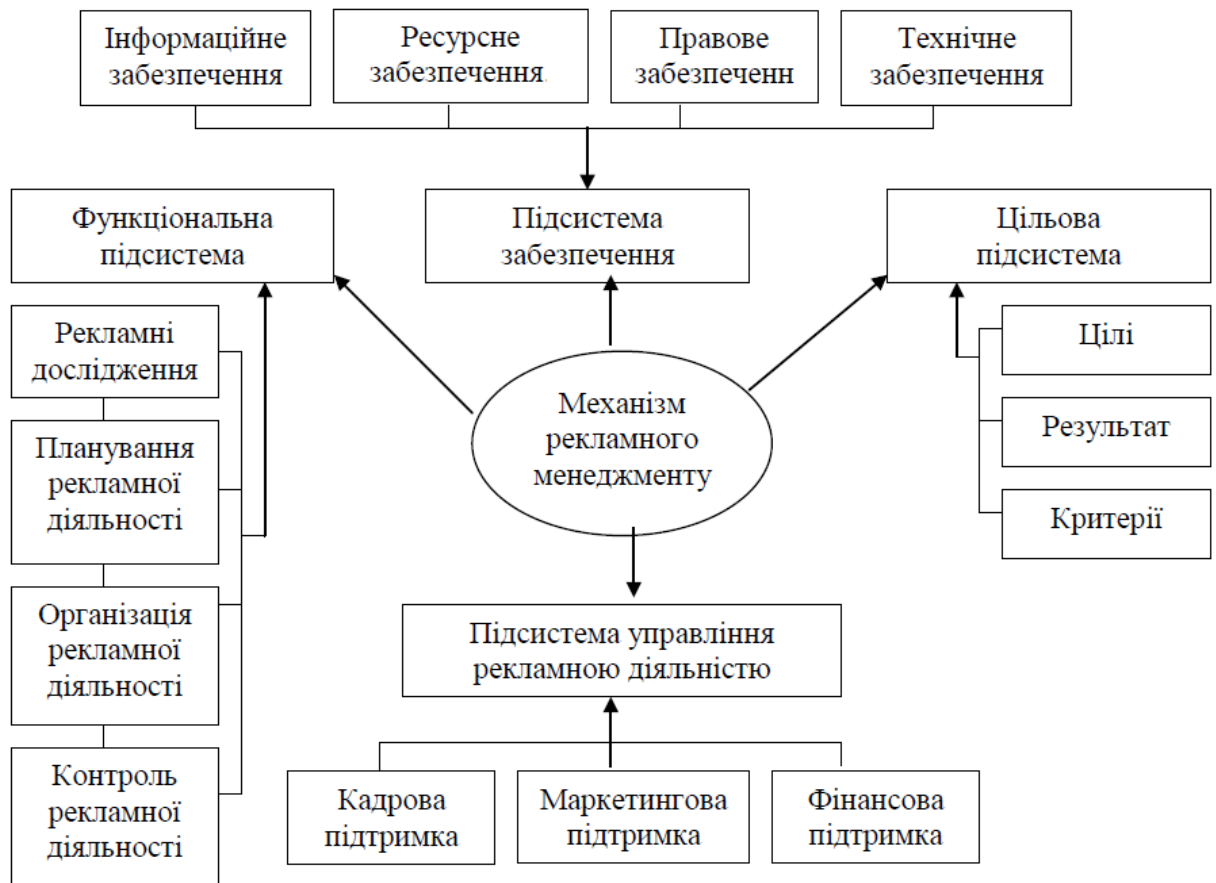 Інформаційне
забезпечення
Ресурсне
забезпечення.
Правове
забезпеченн
Технічне
забезпечення
Функціональна
підсистема
Підсистема
забезпечення
Цільова
підсистема
Рекламні
дослідження
Планування
рекламної
діяльності
Організація
рекламної
діяльності
Контроль
рекламної
діяльності
Механізм
рекламного
менеджменту
Цілі
Результат
Критерії
Підсистема управління
рекламною діяльністю
Кадрова
підтримка
Маркетингова
підтримка
Фінансова
підтримка